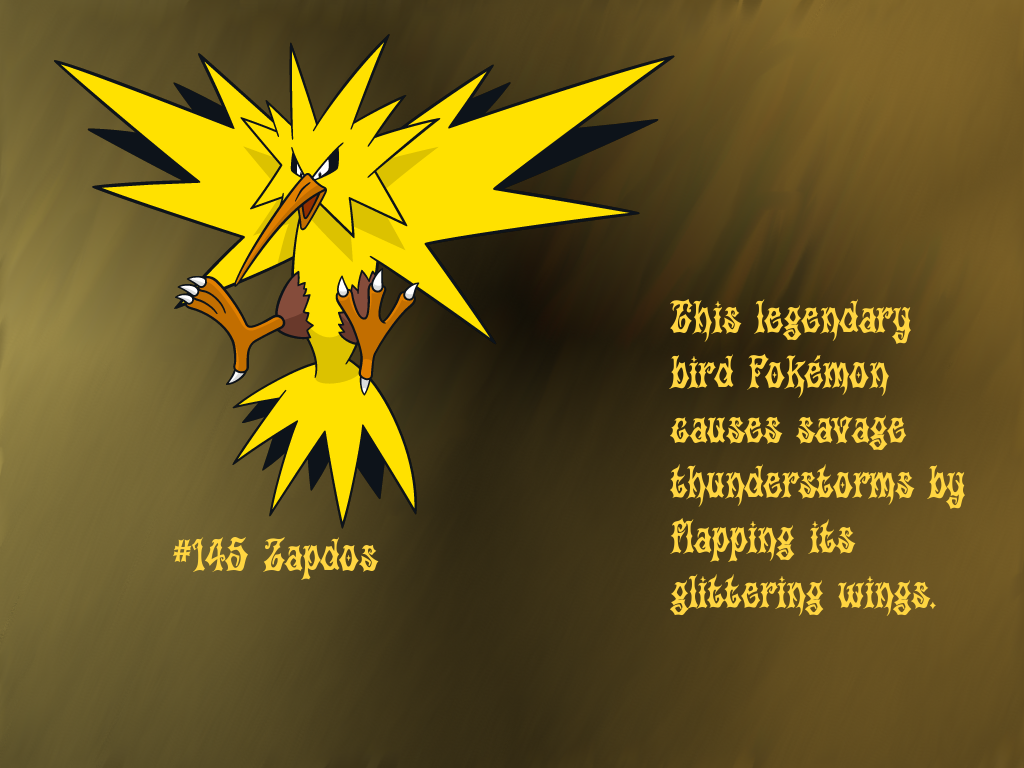 This legendary
bird Pokémon
causes savage
thunderstorms by
flapping its
glittering wings.
#145 Zapdos